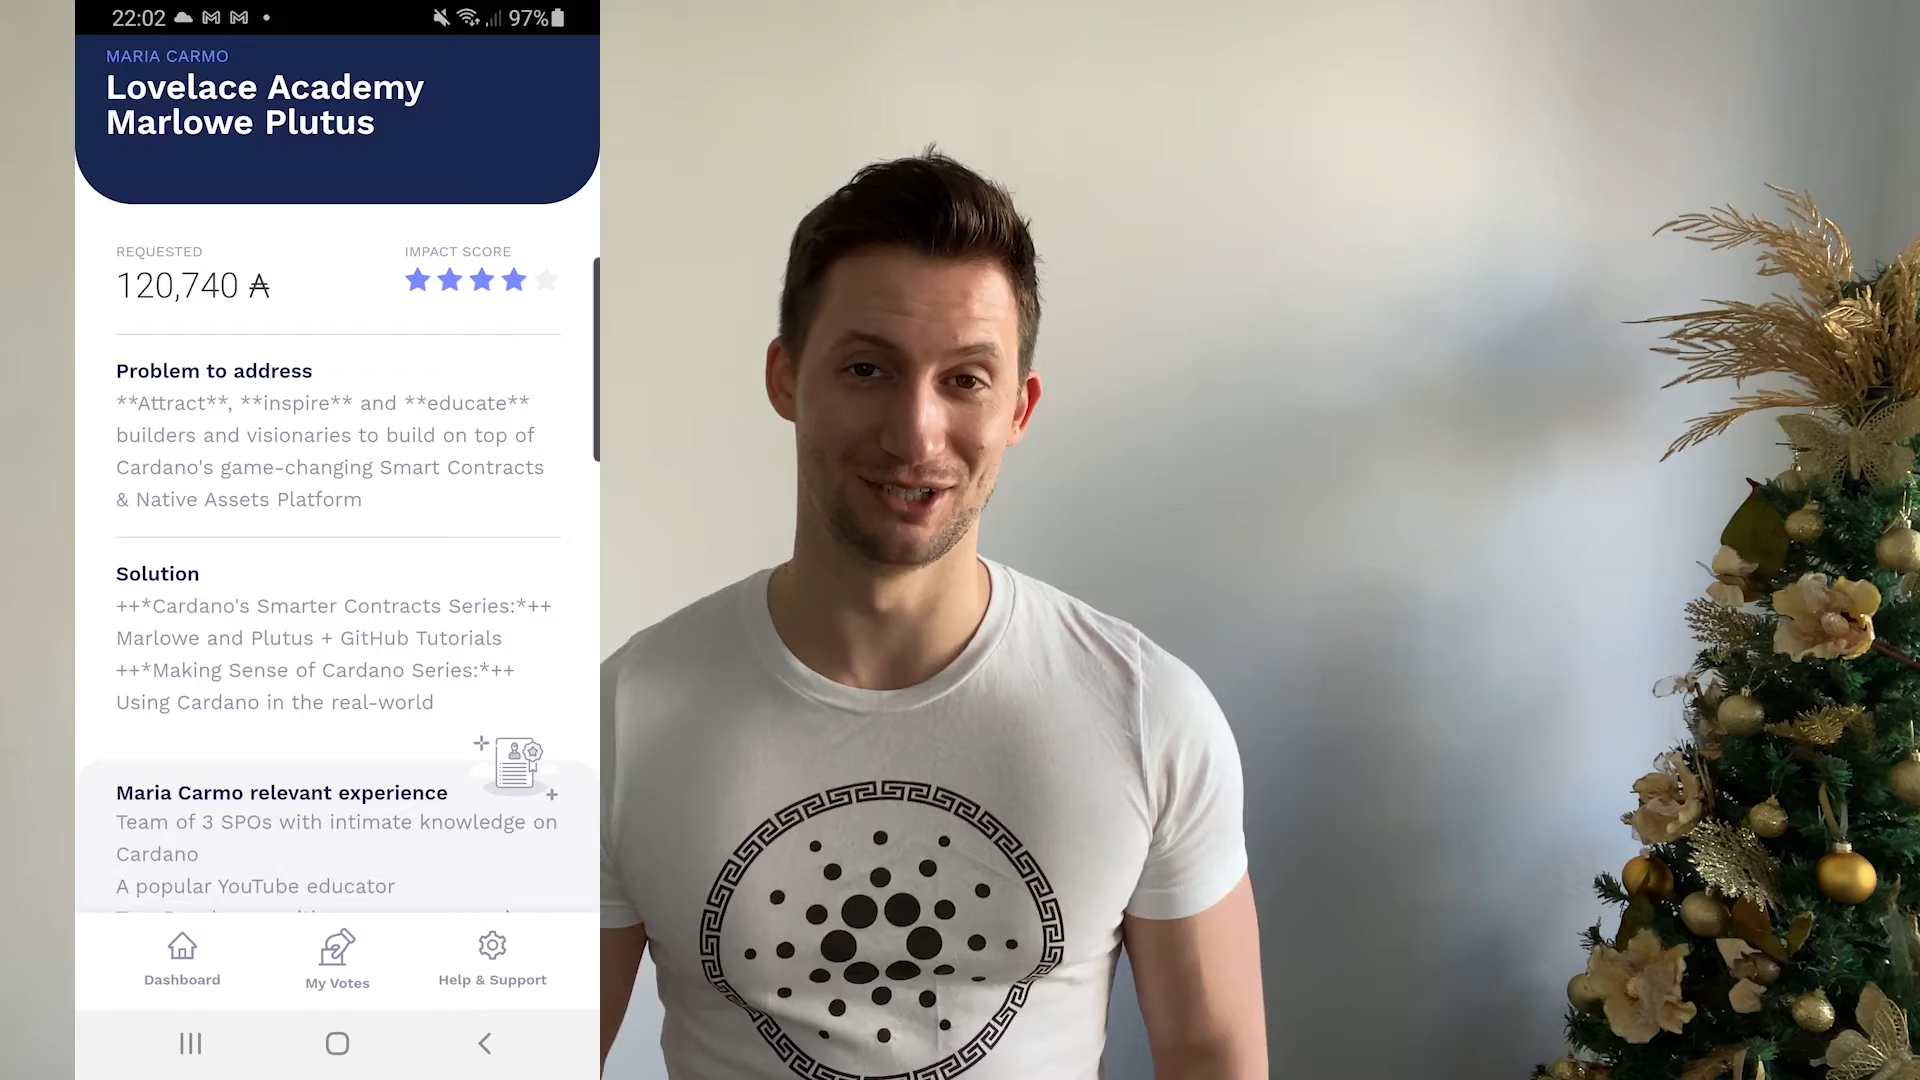 22:02 97%
MARIA CARMO
Lovelace Academy
Marlowe Plutus
REQUESTED IMPACT SCORE
120,740 ₳
Problem to address
**Attract**, **inspire** and **educate**
builders and visionaries to build on top of
Cardano's game-changing Smart Contracts
& Native Assets Platform
Solution
++*Cardano's Smarter Contracts Series:*++
Marlowe and Plutus + GitHub Tutorials
++*Making Sense of Cardano Series:*++
Using Cardano in the real-world
Maria Carmo relevant experience
Team of 3 SPOs with intimate knowledge on
Cardano
A popular YouTube educator
Dashboard My Votes Help & Support